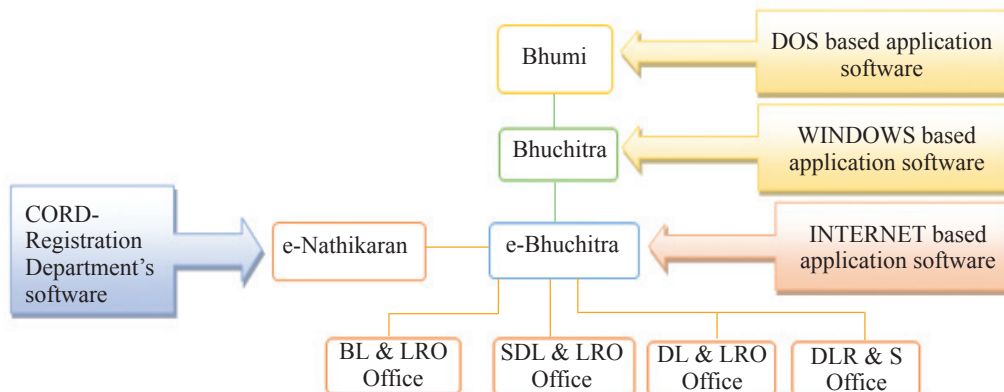 Bhumi
DOS based application
software
Bhuchitra
WINDOWS based
application software
CORD-
Registration
Department’s
software
e-Nathikaran
e-Bhuchitra
INTERNET based
application software
BL & LRO
Office
SDL & LRO
Office
DL & LRO
Office
DLR & S
Office